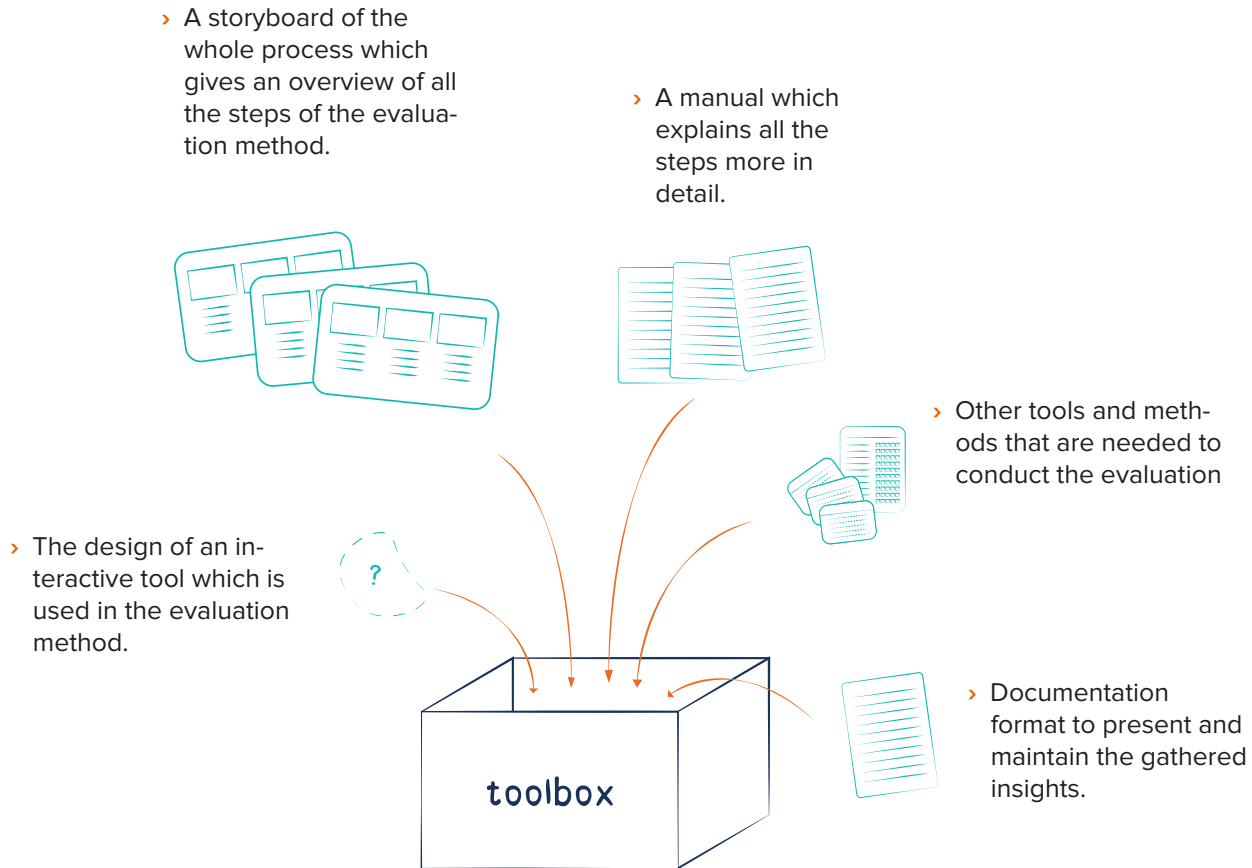 › A storyboard of the
whole process which
gives an overview of all
the steps of the evalua-
tion method.
› A manual which
explains all the
steps more in
detail.
› Other tools and meth-
ods that are needed to
conduct the evaluation
› The design of an in-
teractive tool which is
used in the evaluation
method.
?
› Documentation
format to present and
maintain the gathered
insights.
toolbox